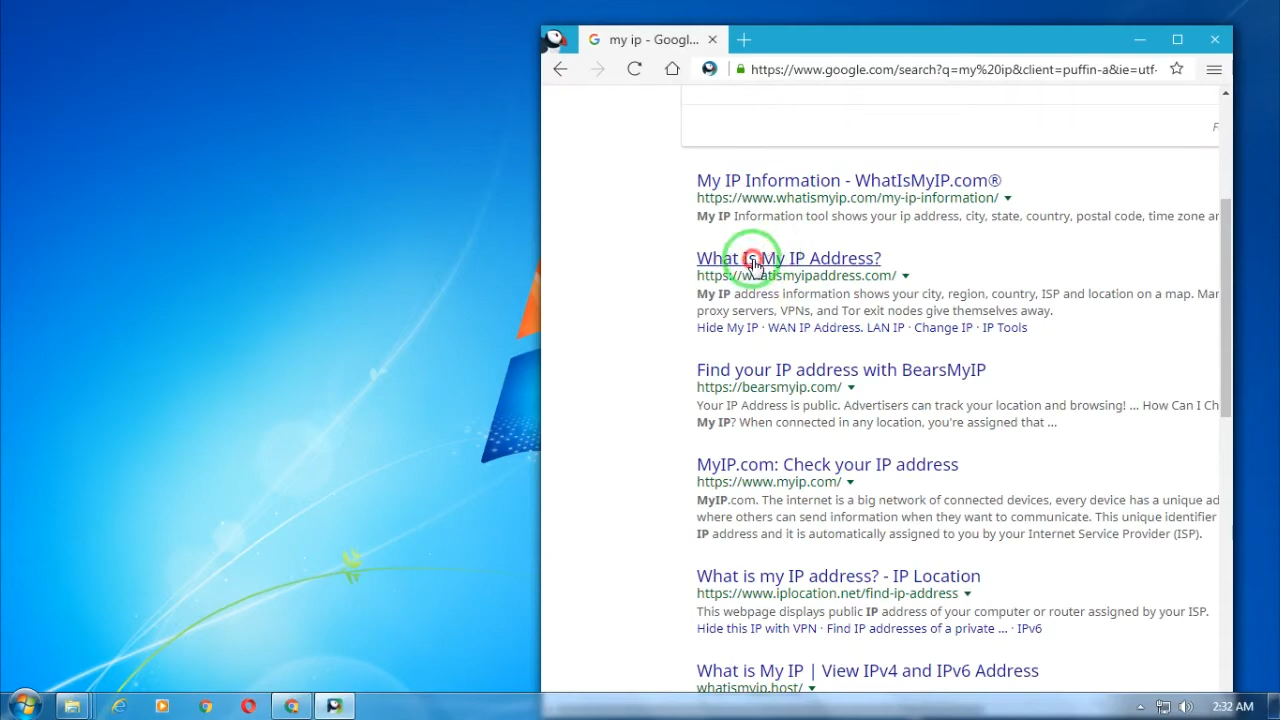 my ip - Googl...
https://www.google.com/search?q=my%20ip&client=puffin-a&ie=utf-
My IP Information - WhatIsMyIP.com®
https://www.whatismyip.com/my-ip-information/
My IP Information tool shows your ip address, city, state, country, postal code, time zone ar
What Is My IP Address?
https://whatismyipaddress.com/
My IP address information shows your city, region, country, ISP and location on a map. Mar
proxy servers, VPNs, and Tor exit nodes give themselves away.
Hide My IP · WAN IP Address. LAN IP · Change IP · IP Tools
Find your IP address with BearsMyIP
https://bearsmyip.com/
Your IP Address is public. Advertisers can track your location and browsing! ... How Can I Ch
My IP? When connected in any location, you're assigned that ...
MyIP.com: Check your IP address
https://www.myip.com/
MyIP.com. The internet is a big network of connected devices, every device has a unique ad
where others can send information when they want to communicate. This unique identifier
IP address and it is automatically assigned to you by your Internet Service Provider (ISP).
What is my IP address? - IP Location
https://www.iplocation.net/find-ip-address
This webpage displays public IP address of your computer or router assigned by your ISP.
Hide this IP with VPN · Find IP addresses of a private ... · IPv6
What is My IP | View IPv4 and IPv6 Address
whatismyip.host/
2:32 AM